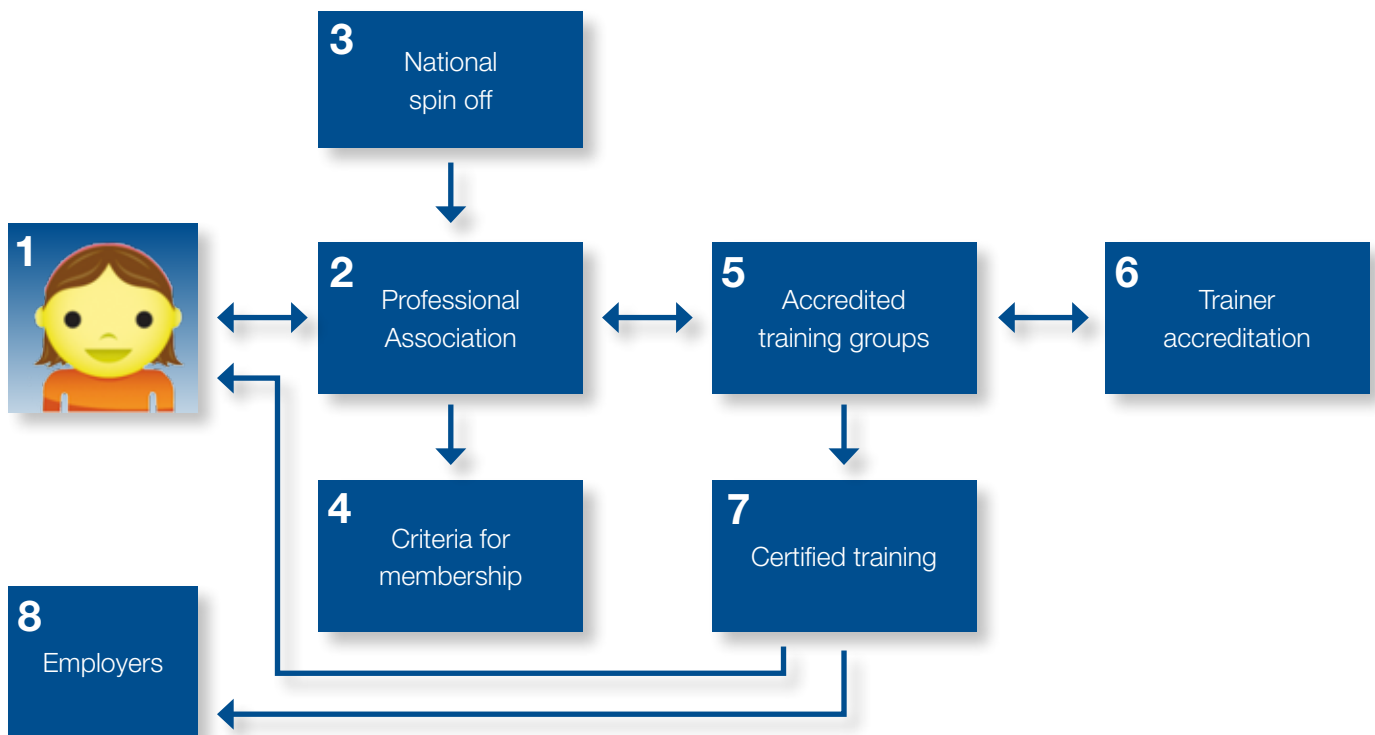 3
National
spin off
1
2
Professional
Association
5
Accredited
training groups
6
Trainer
accreditation
4
Criteria for
membership
7
Certified training
8
Employers